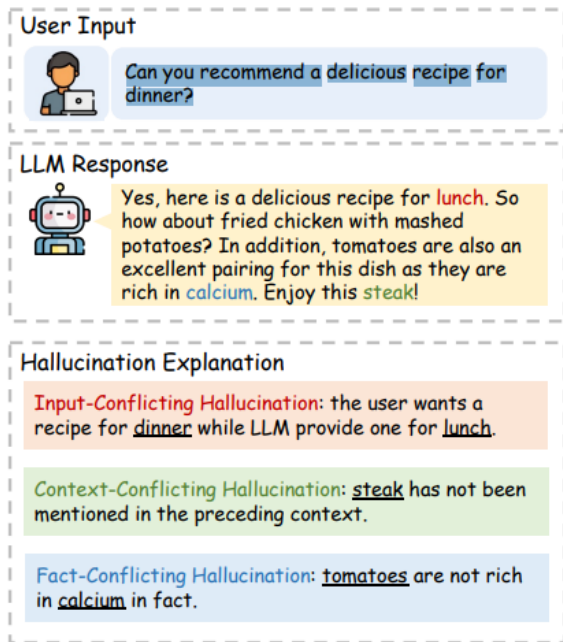 User Input
Can you recommend a delicious recipe for
dinner?
LLM Response
Yes, here is a delicious recipe for lunch. So
how about fried chicken with mashed
potatoes? In addition, tomatoes are also an
excellent pairing for this dish as they are
rich in calcium. Enjoy this steak!
Hallucination Explanation
Input-Conflicting Hallucination: the user wants a
recipe for dinner while LLM provide one for lunch.
Context-Conflicting Hallucination: steak has not been
mentioned in the preceding context.
Fact-Conflicting Hallucination: tomatoes are not rich
in calcium in fact.